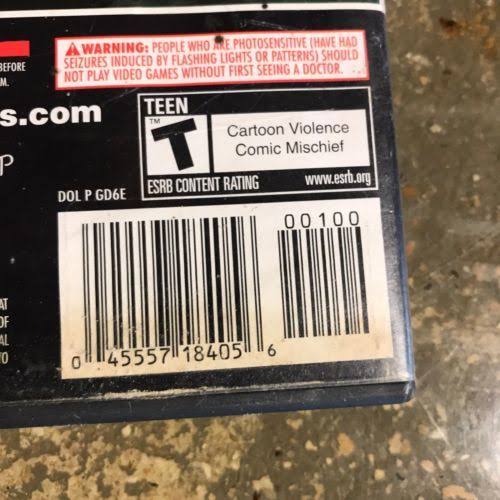 BEFORE
M.
WARNING: PEOPLE WHO ARE PHOTOSENSITIVE (HAVE HAD
SEIZURES INDUCED BY FLASHING LIGHTS OR PATTERNS) SHOULD
NOT PLAY VIDEO GAMES WITHOUT FIRST SEEING A DOCTOR.
s.com
p
TEEN
TM
T
Cartoon Violence
Comic Mischief
ESRB CONTENT RATING www.esrb.org
DOL P GD6E
00100
0 45557 18405 6
AT
OF
AL
TO